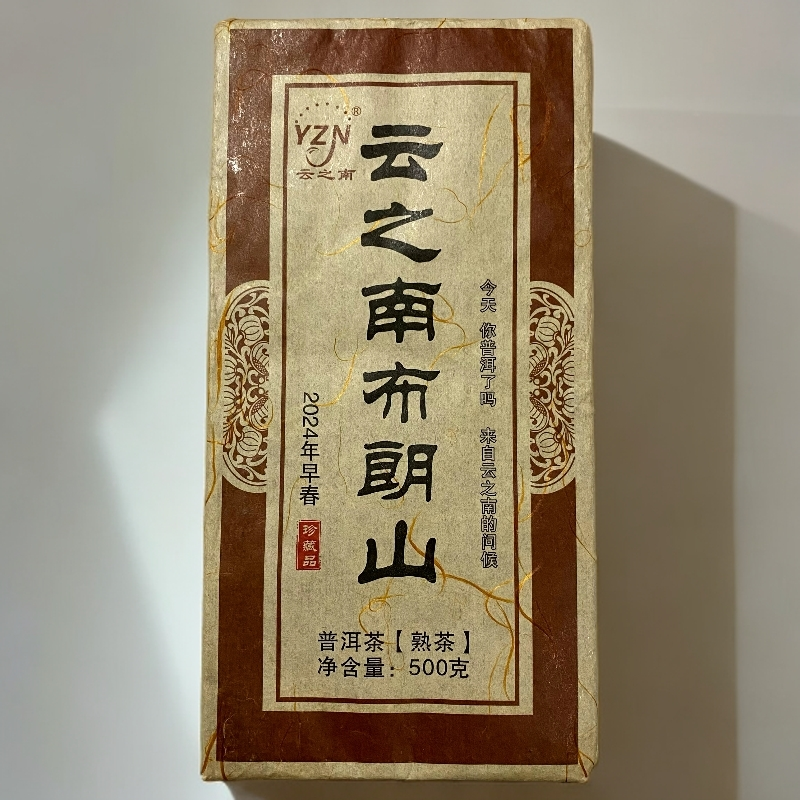 YZN®
云之南
云之南布朗山
今天 你普洱了吗 来自云之南的问候
2024年早春
珍藏品
普洱茶【熟茶】
净含量：500克